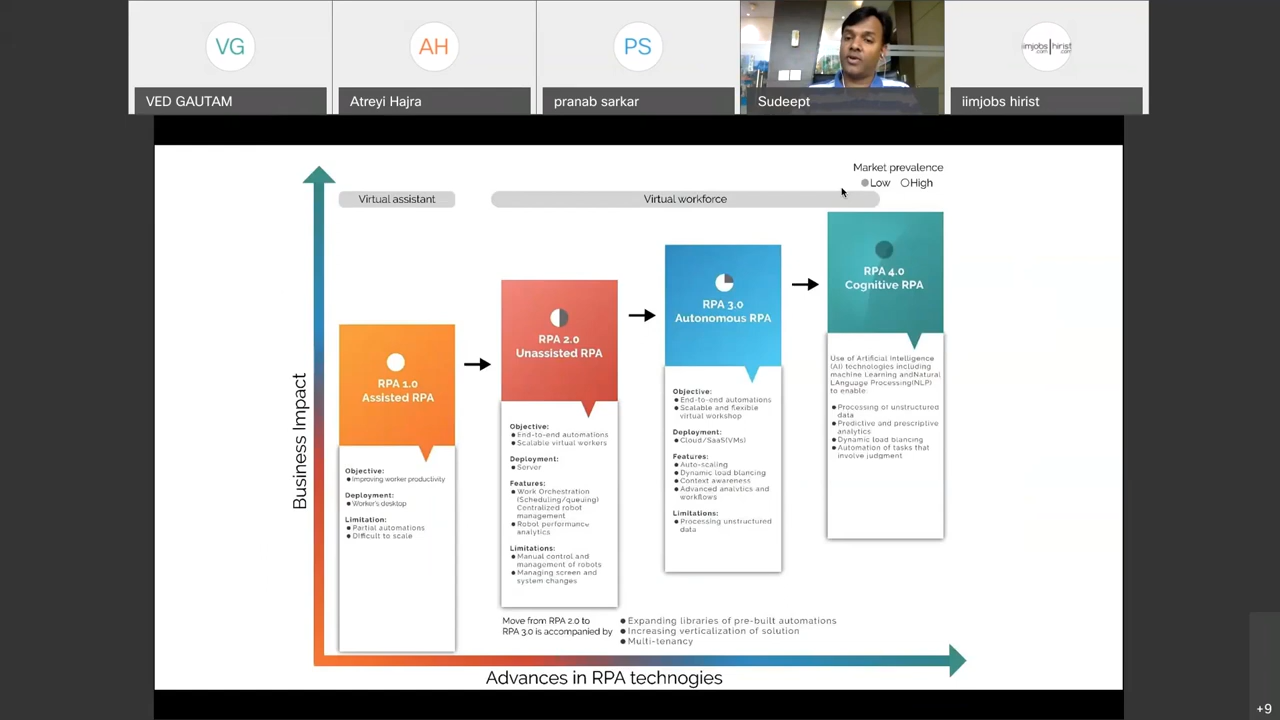 VG
AH
PS
iimjobs hirist
.com .com
VED GAUTAM
Atreyi Hajra
pranab sarkar
Sudeept
iimjobs hirist
Market prevalence
Low High
Virtual assistant
Virtual workforce
Business Impact
RPA 1.0
Assisted RPA
Objective:
Improving worker productivity
Deployment:
Worker's desktop
Limitation:
Partial automations
Difficult to scale
RPA 2.0
Unassisted RPA
Objective:
End-to-end automations
Scalable virtual workers
Deployment:
Server
Features:
Work Orchestration
(Scheduling/queuing)
Centralized robot
management
Robot performance
analytics
Limitations:
Manual control and
management of robots
Managing screen and
system changes
RPA 3.0
Autonomous RPA
Objective:
End-to-end automations
Scalable and flexible
virtual workshop
Deployment:
Cloud/SaaS(VMs)
Features:
Auto-scaling
Dynamic load blancing
Context awareness
Advanced analytics and
workflows
Limitations:
Processing unstructured
data
RPA 4.0
Cognitive RPA
Use of Artificial Intelligence
(AI) technologies including
machine Learning andNatural
LAnguage Processing(NLP)
to enable
Processing of unstructured
data
Predictive and prescriptive
analytics
Dynamic load blancing
Automation of tasks that
involve judgment
Move from RPA 2.0 to
RPA 3.0 is accompanied by
Expanding libraries of pre-built automations
Increasing verticalization of solution
Multi-tenancy
Advances in RPA technogies
+9